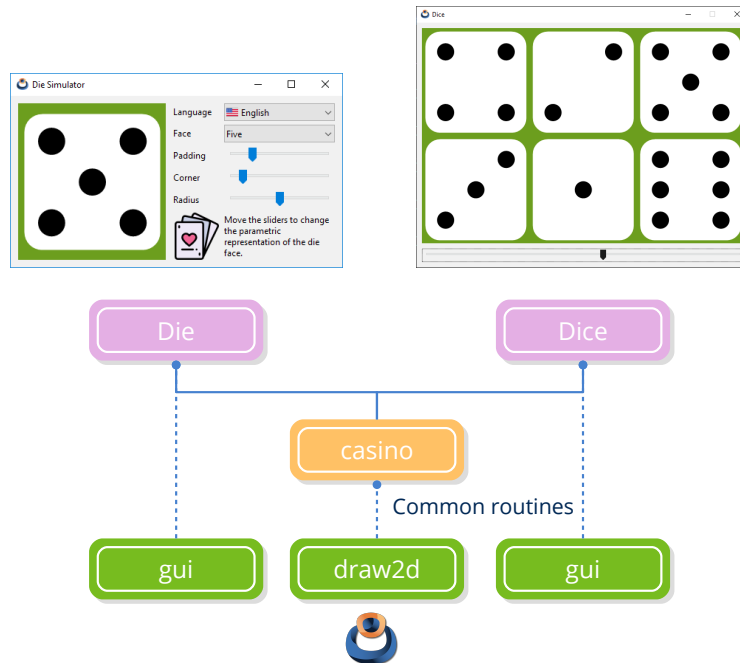 Dice
Die Simulator
Language
English
Face
Five
Padding
Corner
Radius
Move the sliders to change
the parametric
representation of the die
face.
Die
Dice
casino
Common routines
gui
draw2d
gui